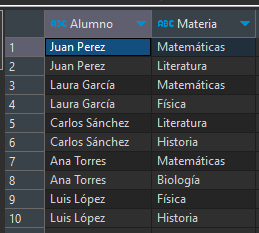 ABC Alumno ABC Materia
1 Juan Perez Matemáticas
2 Juan Perez Literatura
3 Laura García Matemáticas
4 Laura García Física
5 Carlos Sánchez Literatura
6 Carlos Sánchez Historia
7 Ana Torres Matemáticas
8 Ana Torres Biología
9 Luis López Física
10 Luis López Historia